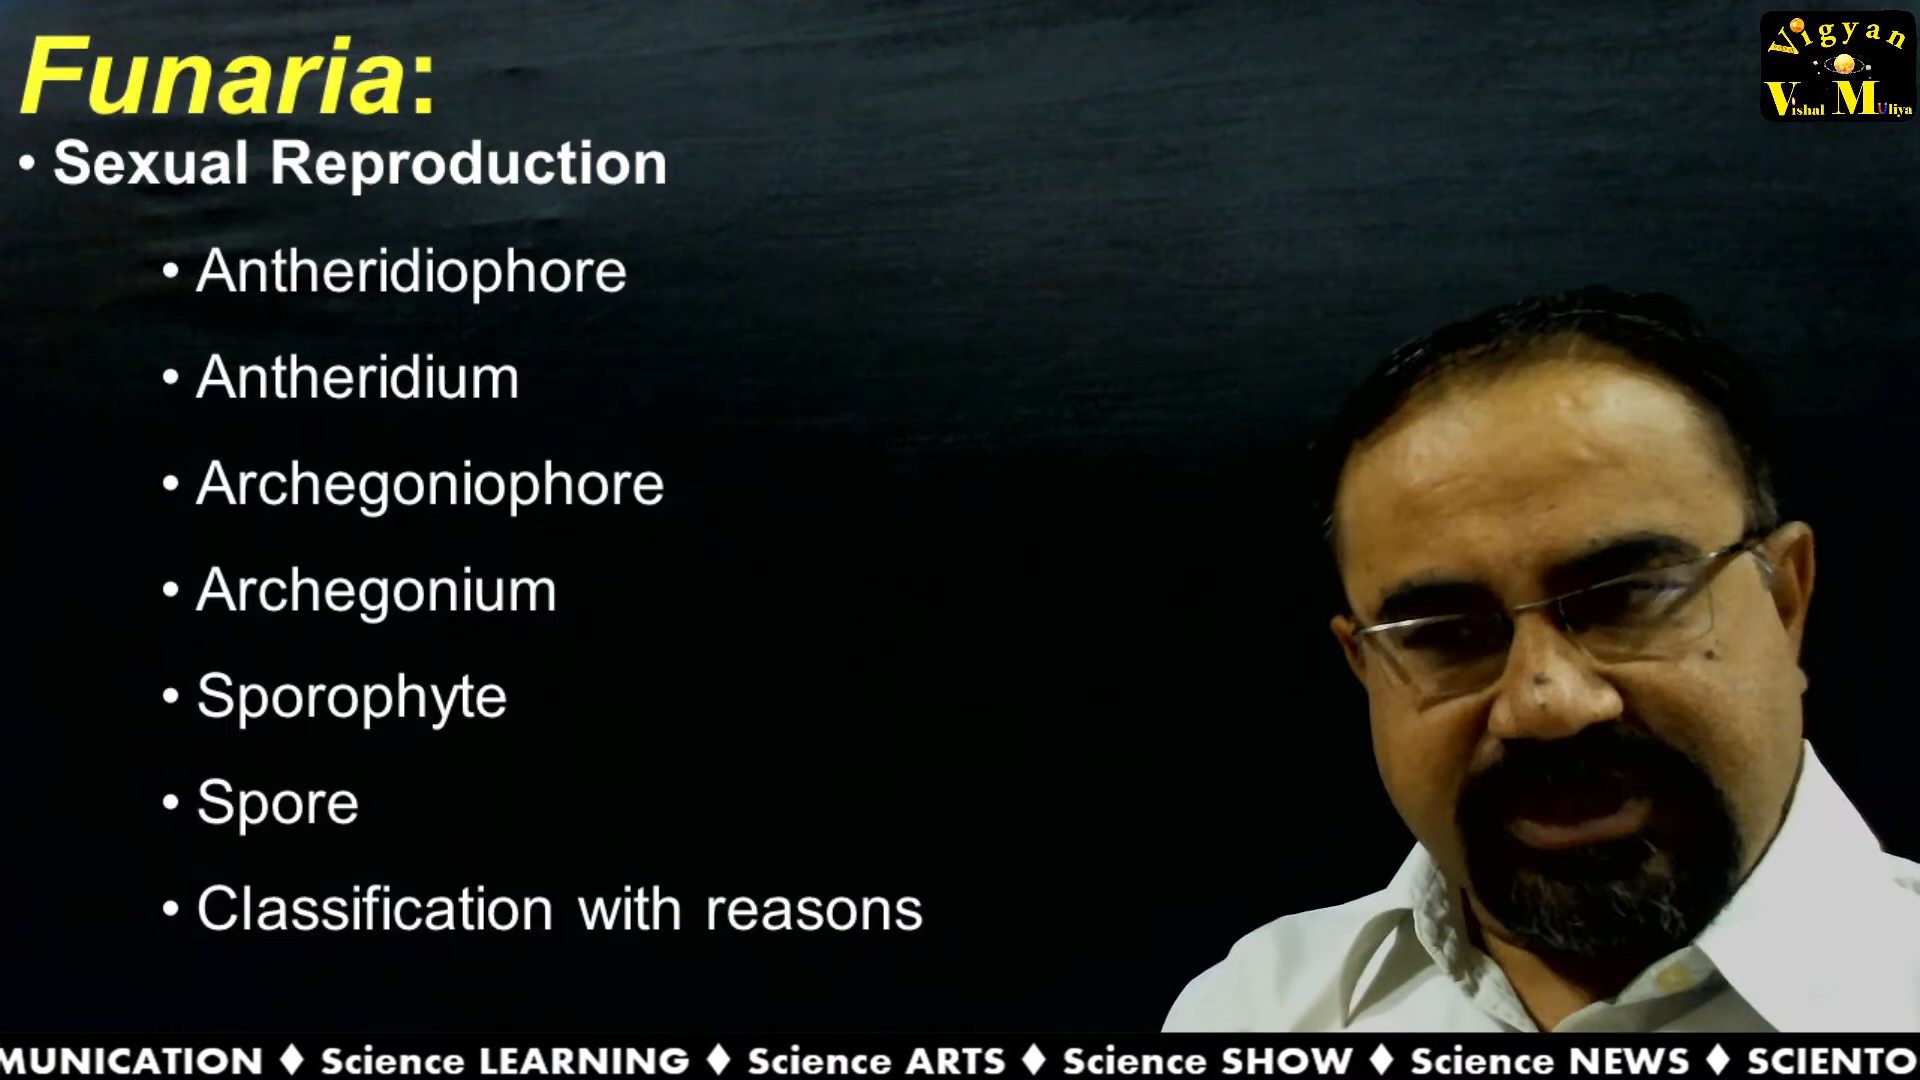 Funaria:
• Sexual Reproduction
• Antheridiophore
• Antheridium
• Archegoniophore
• Archegonium
• Sporophyte
• Spore
• Classification with reasons
Vigyan
Vishal MUliya
MUNICATION ♦ Science LEARNING ♦ Science ARTS ♦ Science SHOW ♦ Science NEWS ♦ SCIENTO